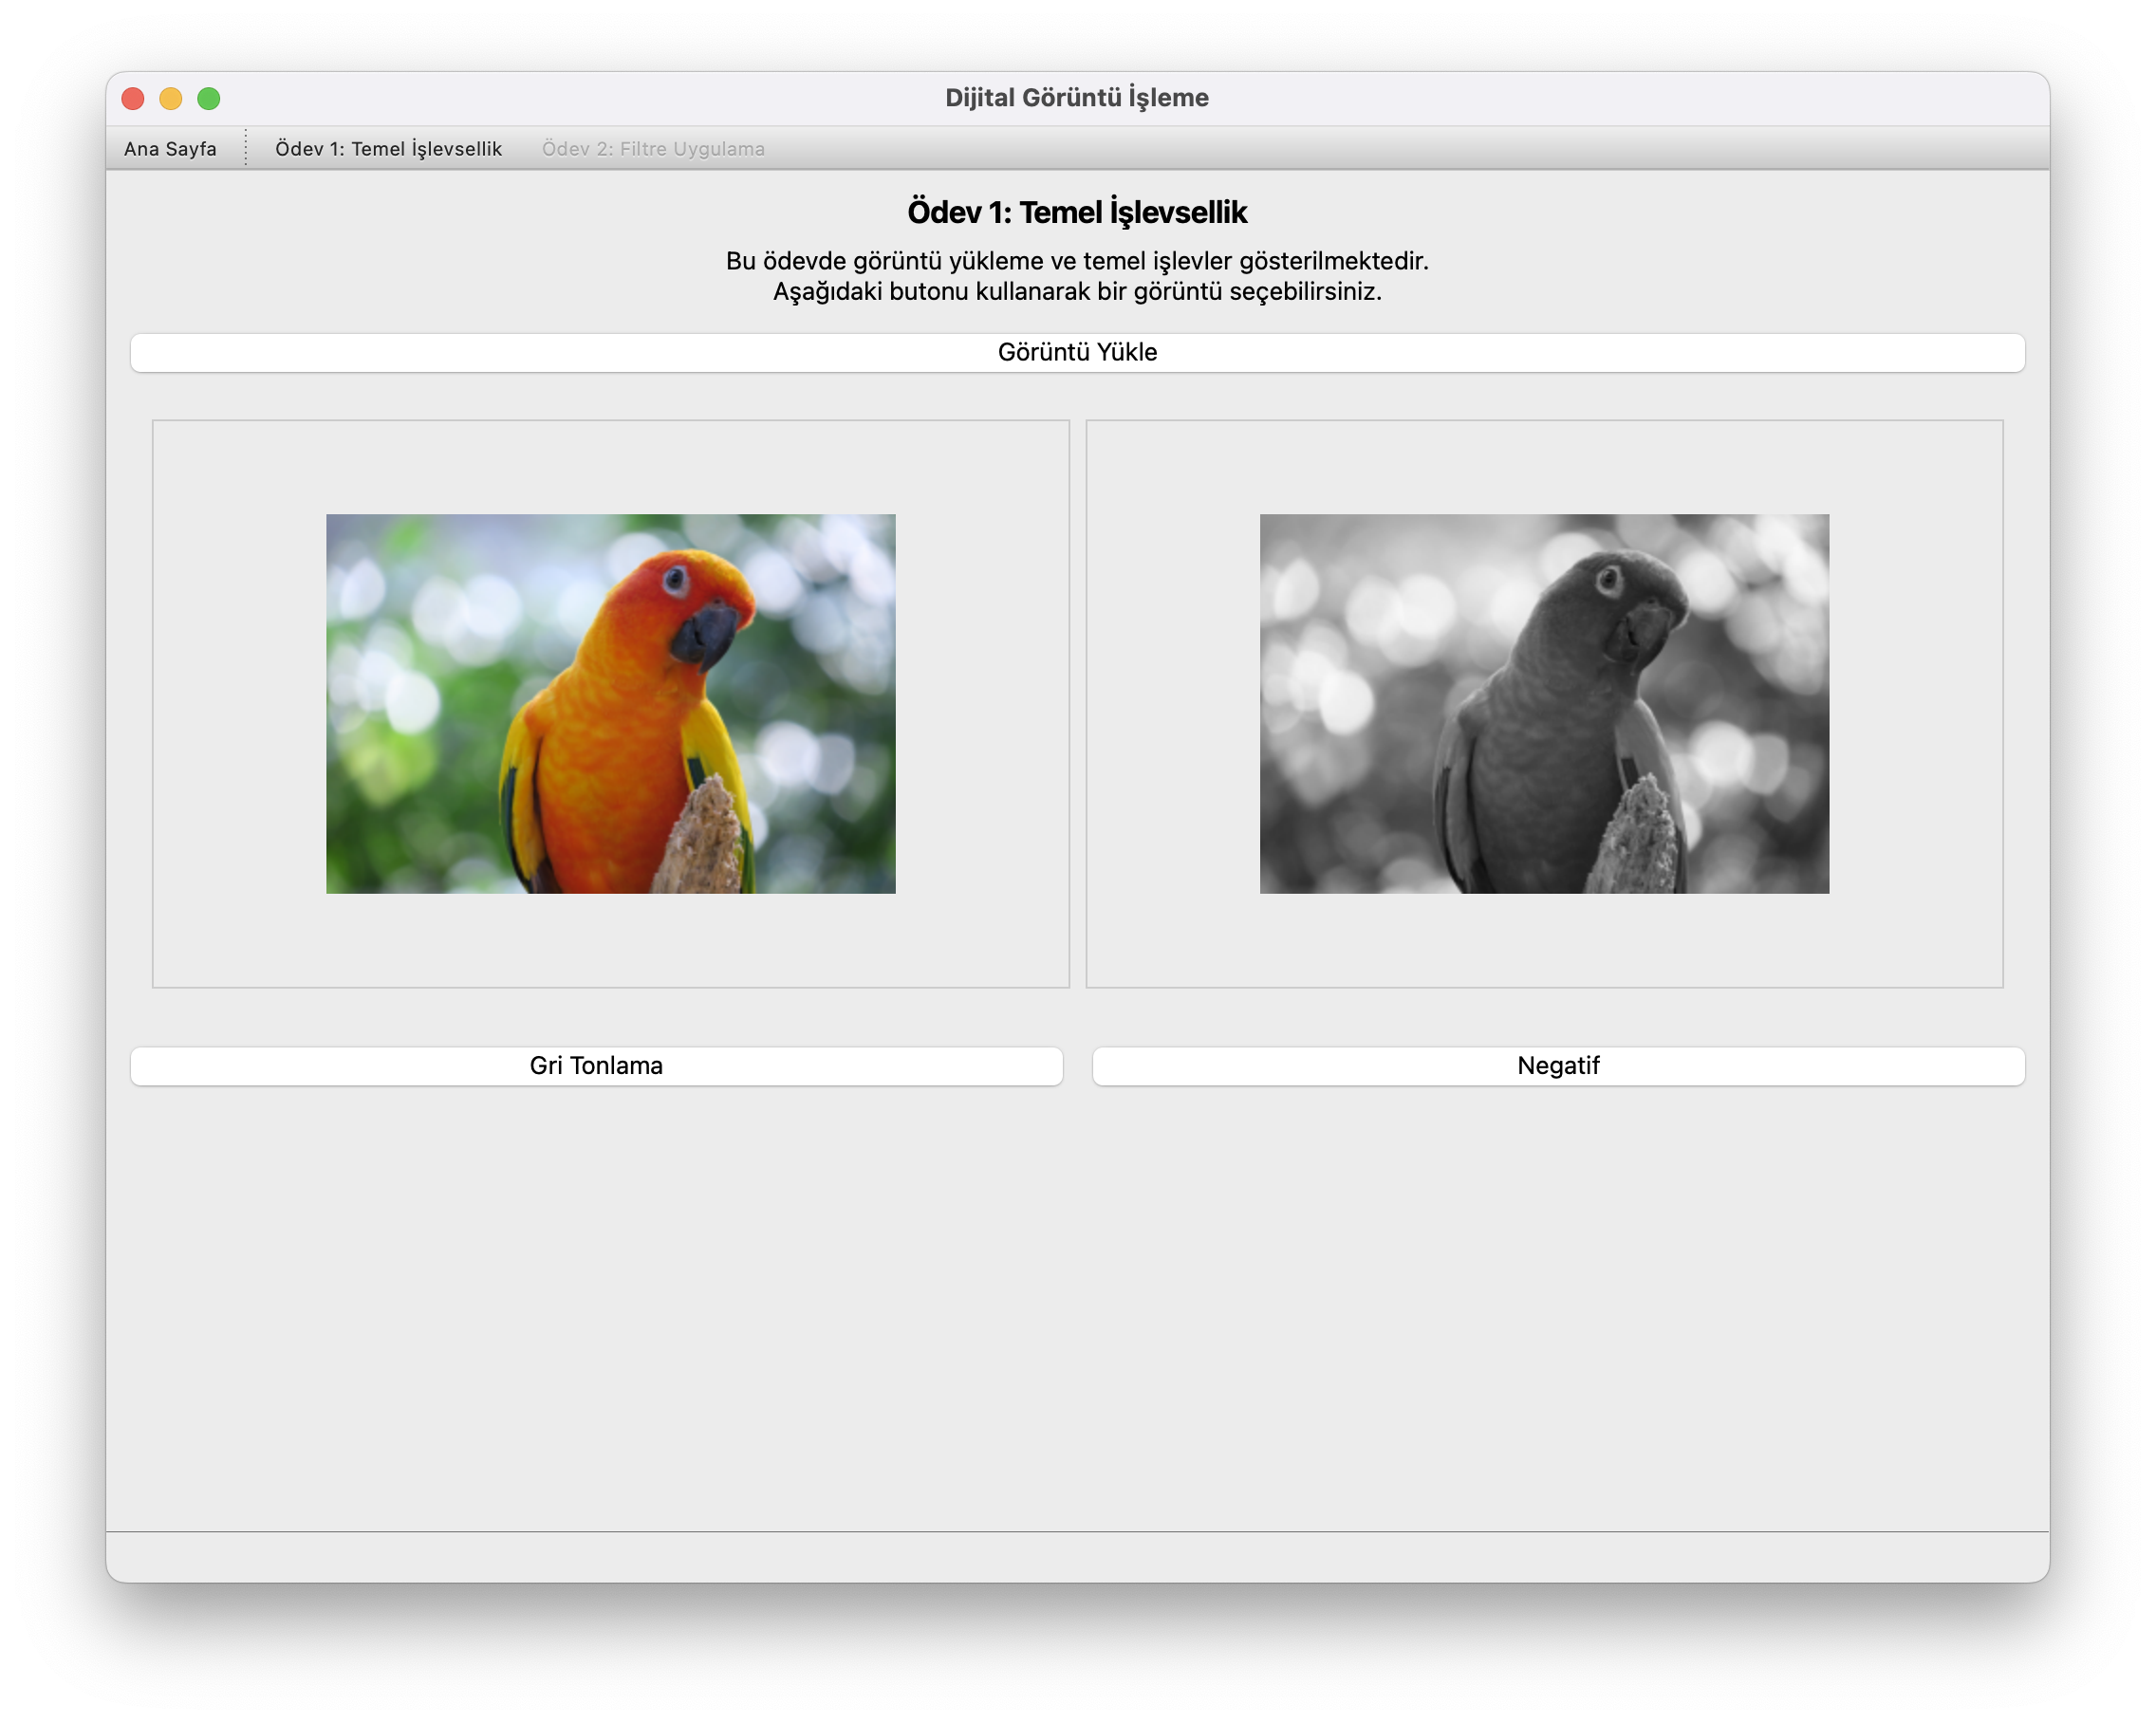 Dijital Görüntü İşleme
Ana Sayfa
Ödev 1: Temel İşlevsellik
Ödev 2: Filtre Uygulama
Ödev 1: Temel İşlevsellik
Bu ödevde görüntü yükleme ve temel işlevler gösterilmektedir.
Aşağıdaki butonu kullanarak bir görüntü seçebilirsiniz.
Görüntü Yükle
Gri Tonlama
Negatif